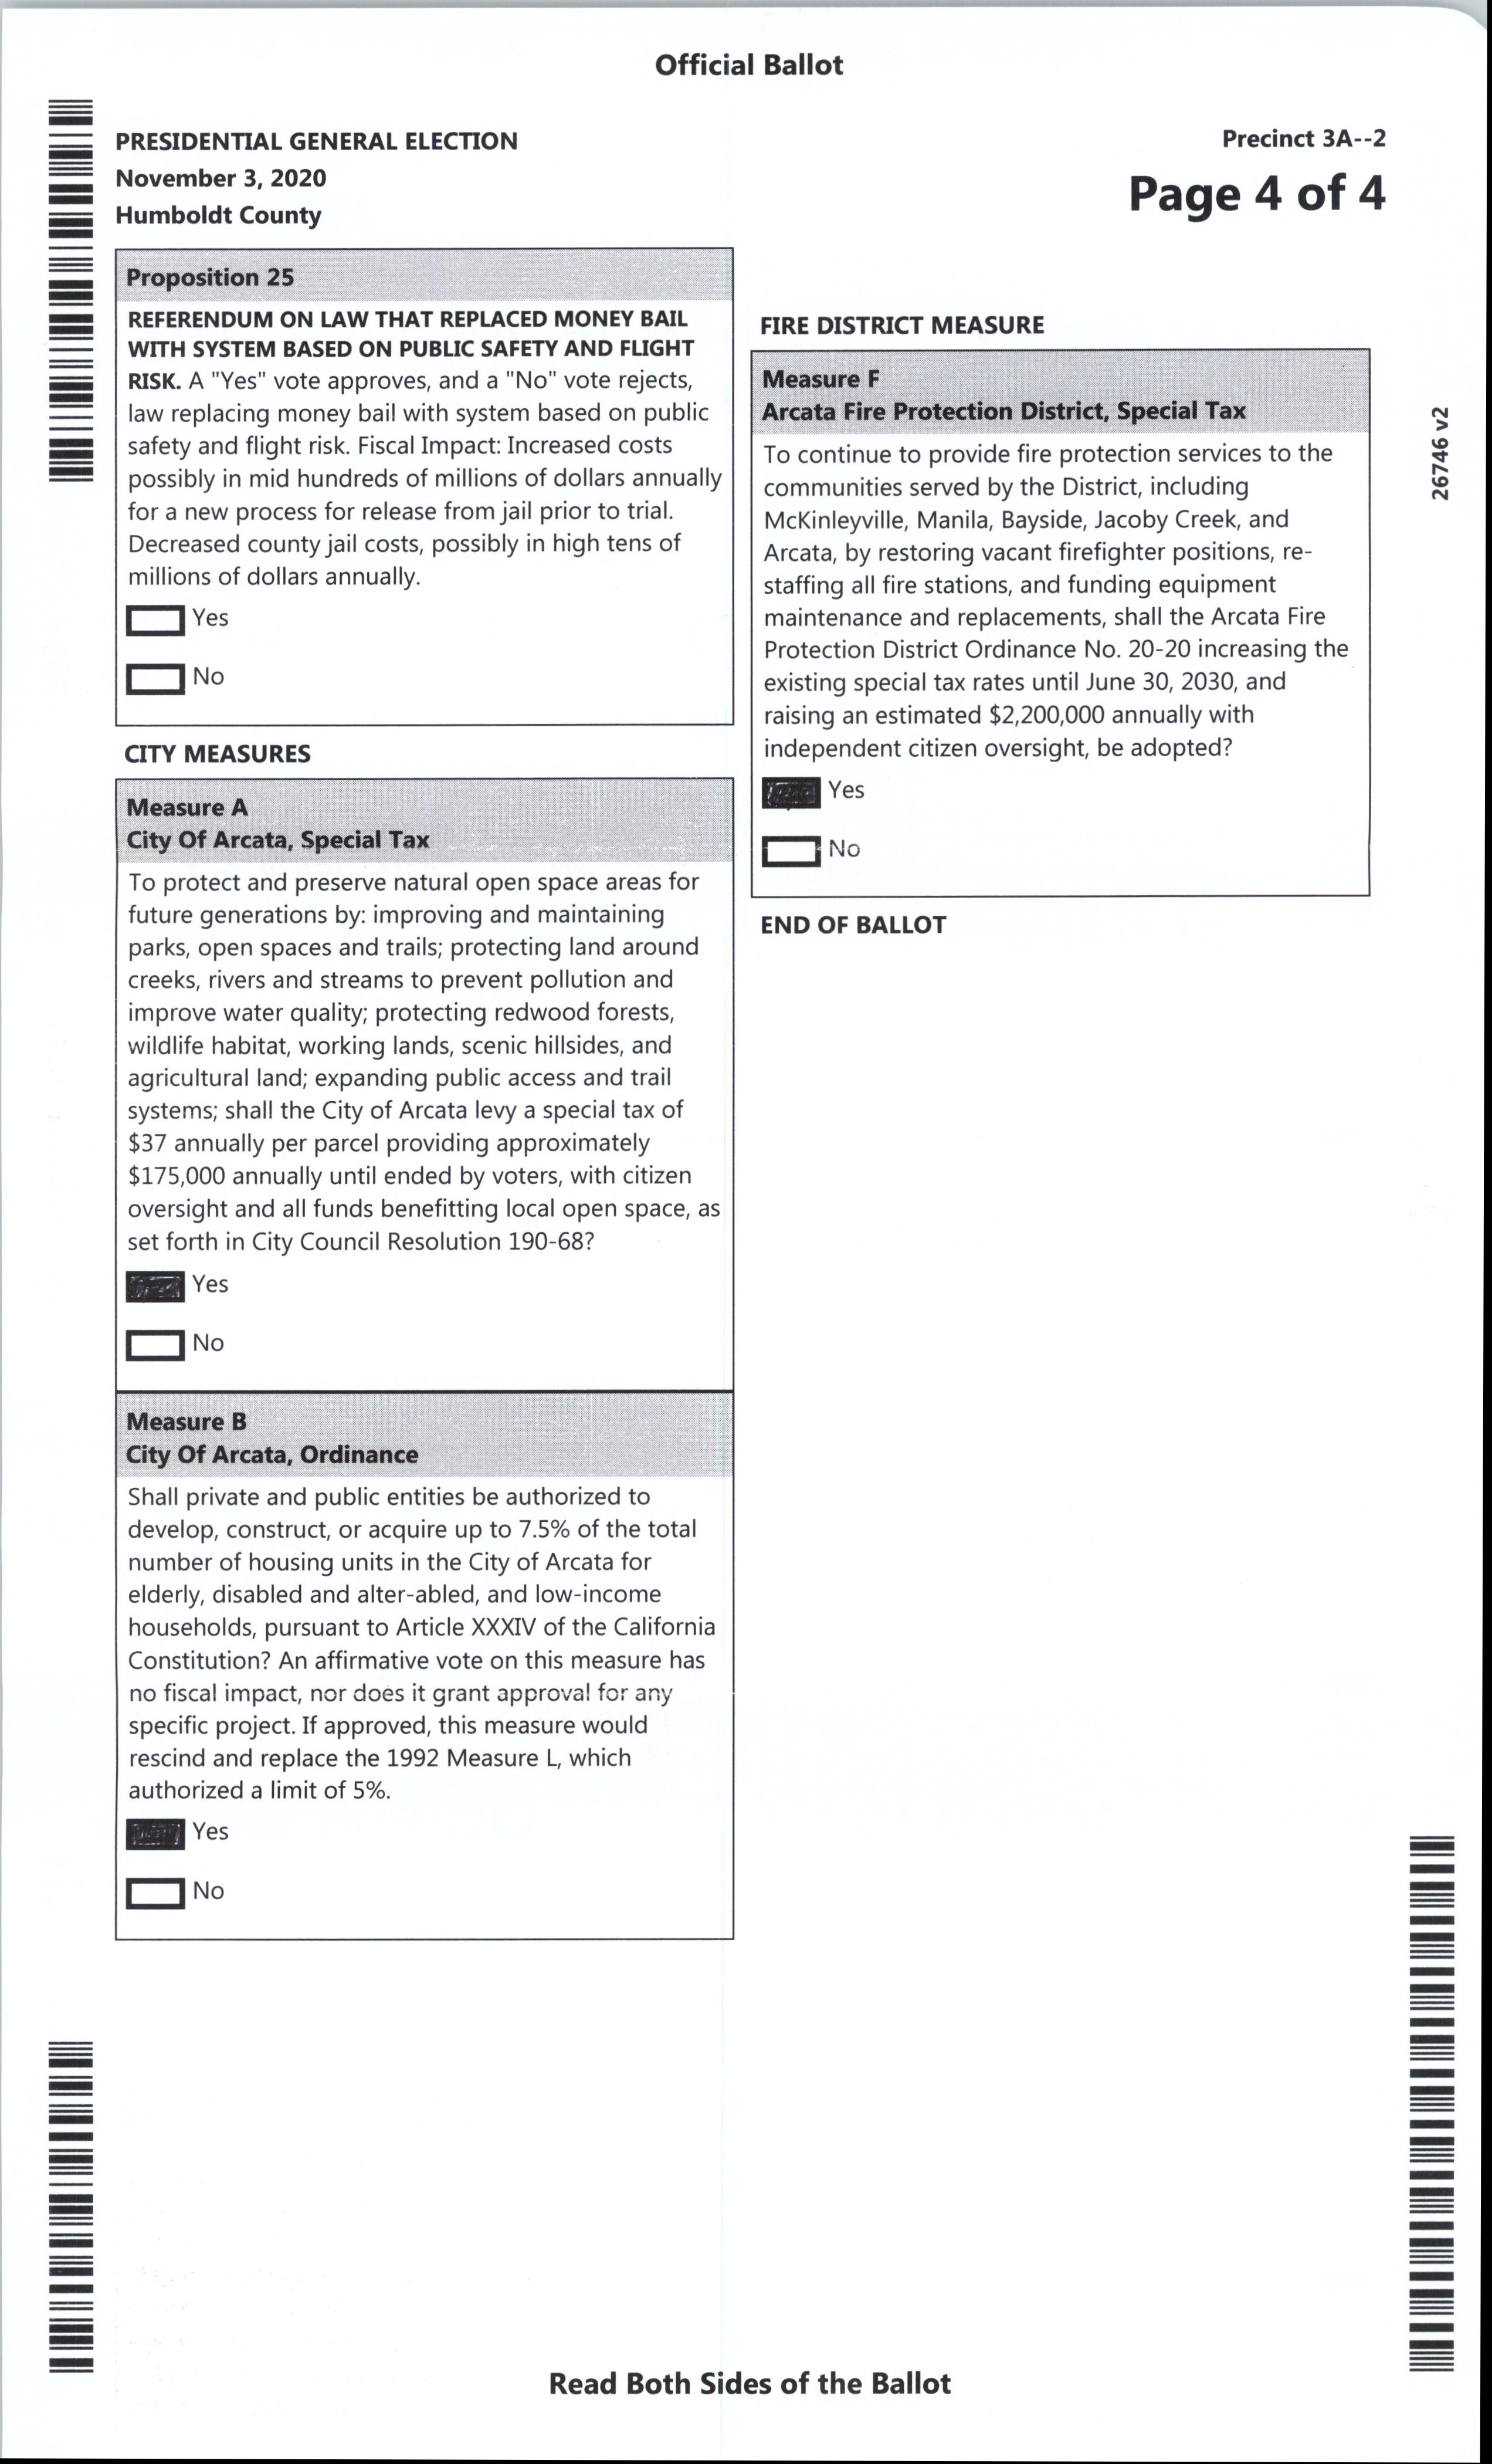 Official Ballot
PRESIDENTIAL GENERAL ELECTION
November 3, 2020
Humboldt County
Precinct 3A--2
Page 4 of 4
Proposition 25
REFERENDUM ON LAW THAT REPLACED MONEY BAIL
WITH SYSTEM BASED ON PUBLIC SAFETY AND FLIGHT
RISK. A "Yes" vote approves, and a "No" vote rejects,
law replacing money bail with system based on public
safety and flight risk. Fiscal Impact: Increased costs
possibly in mid hundreds of millions of dollars annually
for a new process for release from jail prior to trial.
Decreased county jail costs, possibly in high tens of
millions of dollars annually.
Yes
No
CITY MEASURES
Measure A
City Of Arcata, Special Tax
To protect and preserve natural open space areas for
future generations by: improving and maintaining
parks, open spaces and trails; protecting land around
creeks, rivers and streams to prevent pollution and
improve water quality; protecting redwood forests,
wildlife habitat, working lands, scenic hillsides, and
agricultural land; expanding public access and trail
systems; shall the City of Arcata levy a special tax of
$37 annually per parcel providing approximately
$175,000 annually until ended by voters, with citizen
oversight and all funds benefitting local open space, as
set forth in City Council Resolution 190-68?
Yes
No
Measure B
City Of Arcata, Ordinance
Shall private and public entities be authorized to
develop, construct, or acquire up to 7.5% of the total
number of housing units in the City of Arcata for
elderly, disabled and alter-abled, and low-income
households, pursuant to Article XXXIV of the California
Constitution? An affirmative vote on this measure has
no fiscal impact, nor does it grant approval for any
specific project. If approved, this measure would
rescind and replace the 1992 Measure L, which
authorized a limit of 5%.
Yes
No
FIRE DISTRICT MEASURE
Measure F
Arcata Fire Protection District, Special Tax
To continue to provide fire protection services to the
communities served by the District, including
McKinleyville, Manila, Bayside, Jacoby Creek, and
Arcata, by restoring vacant firefighter positions, re-
staffing all fire stations, and funding equipment
maintenance and replacements, shall the Arcata Fire
Protection District Ordinance No. 20-20 increasing the
existing special tax rates until June 30, 2030, and
raising an estimated $2,200,000 annually with
independent citizen oversight, be adopted?
Yes
No
END OF BALLOT
26746 v2
Read Both Sides of the Ballot